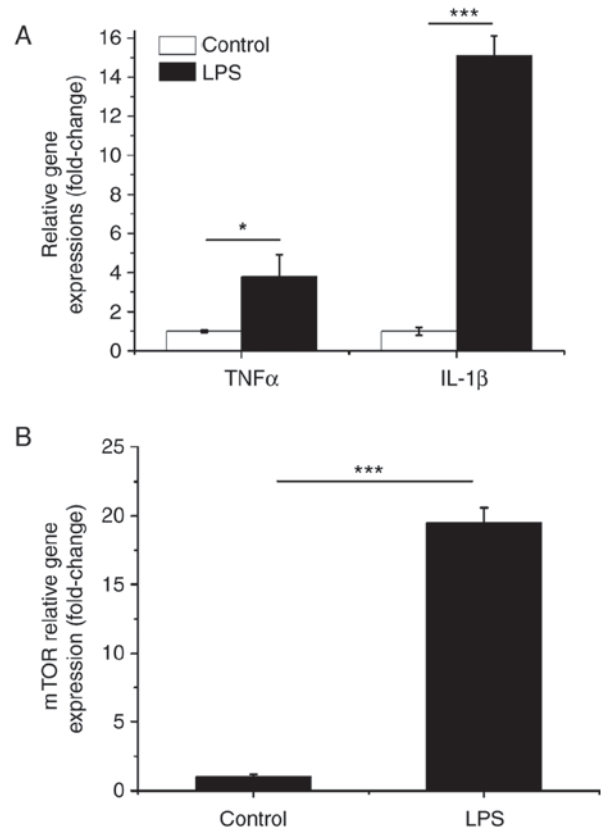 A
Relative gene
expressions (fold-change)
16
14
12
10
8
6
4
2
0
Control
LPS
*
***
TNFα
IL-1β
B
mTOR relative gene
expression (fold-change)
25
20
15
10
5
0
***
Control
LPS